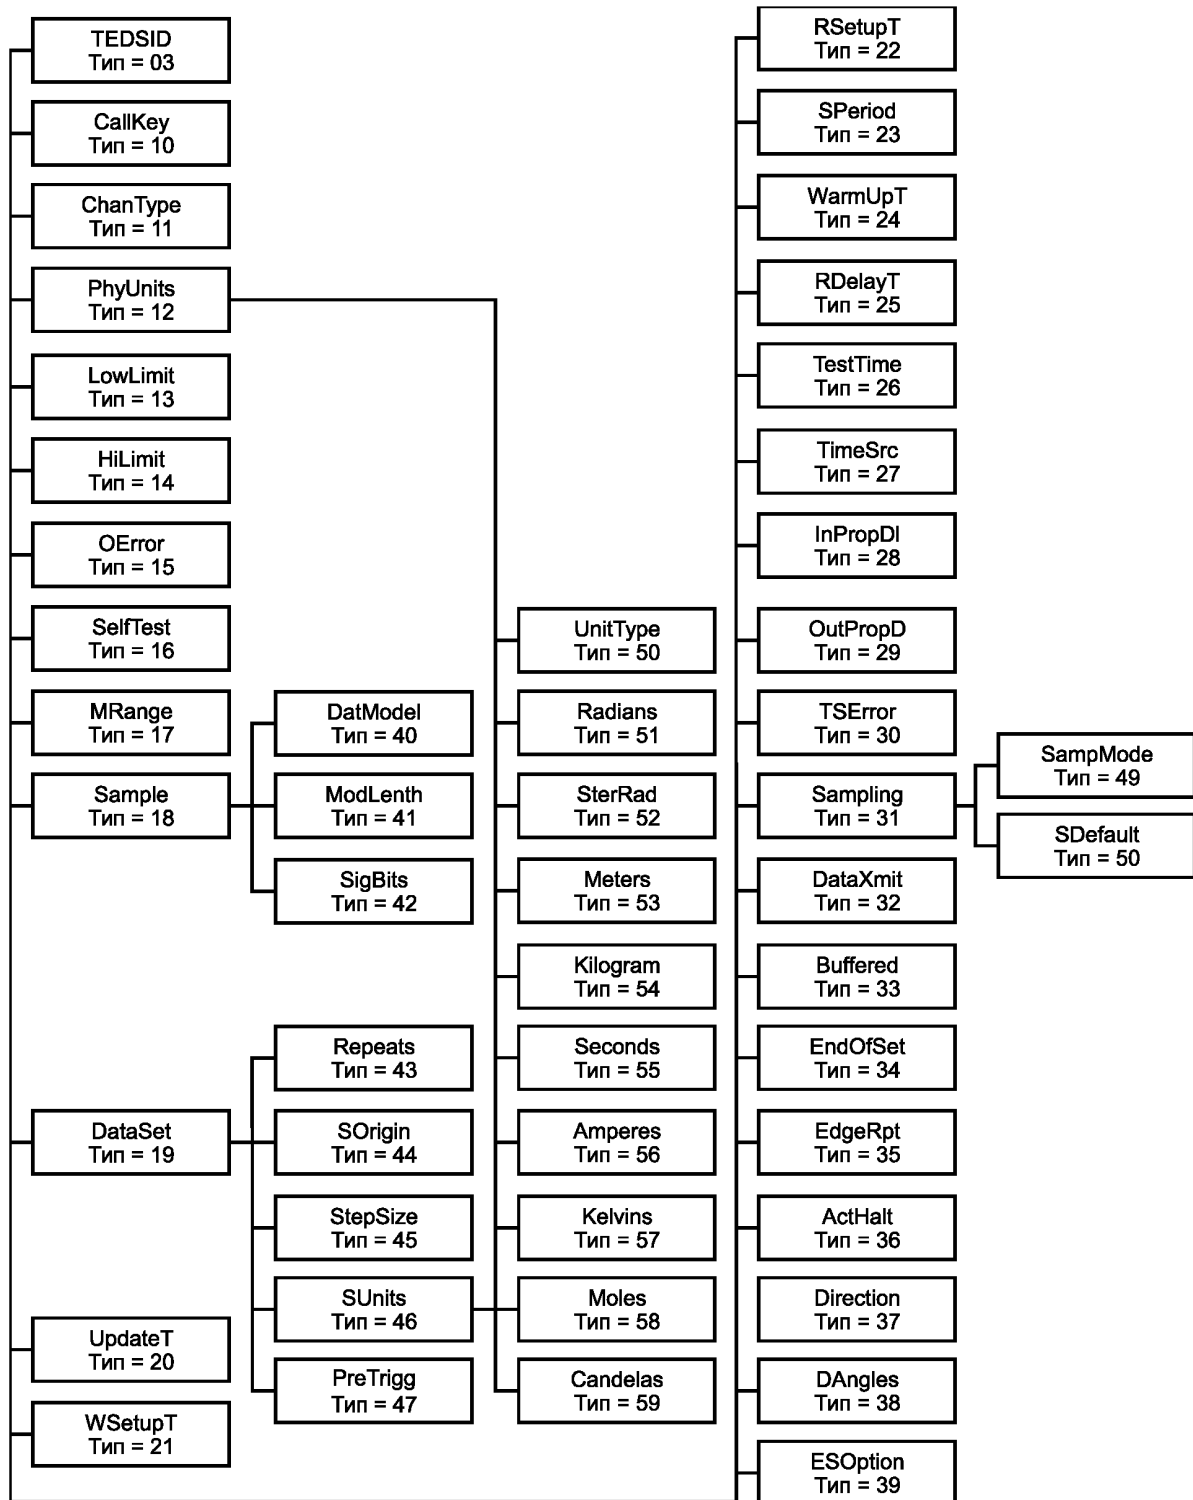 TEDSID
Тип = 03
CallKey
Тип = 10
ChanType
Тип = 11
PhyUnits
Тип = 12
LowLimit
Тип = 13
HiLimit
Тип = 14
OError
Тип = 15
SelfTest
Тип = 16
MRange
Тип = 17
Sample
Тип = 18
DataSet
Тип = 19
UpdateT
Тип = 20
WSetupT
Тип = 21
DatModel
Тип = 40
ModLenth
Тип = 41
SigBits
Тип = 42
Repeats
Тип = 43
SOrigin
Тип = 44
StepSize
Тип = 45
SUnits
Тип = 46
PreTrigg
Тип = 47
UnitType
Тип = 50
Radians
Тип = 51
SterRad
Тип = 52
Meters
Тип = 53
Kilogram
Тип = 54
Seconds
Тип = 55
Amperes
Тип = 56
Kelvins
Тип = 57
Moles
Тип = 58
Candelas
Тип = 59
RSetupT
Тип = 22
SPeriod
Тип = 23
WarmUpT
Тип = 24
RDelayT
Тип = 25
TestTime
Тип = 26
TimeSrc
Тип = 27
InPropDl
Тип = 28
OutPropD
Тип = 29
TSError
Тип = 30
Sampling
Тип = 31
DataXmit
Тип = 32
Buffered
Тип = 33
EndOfSet
Тип = 34
EdgeRpt
Тип = 35
ActHalt
Тип = 36
Direction
Тип = 37
DAngles
Тип = 38
ESOption
Тип = 39
SampMode
Тип = 49
SDefault
Тип = 50